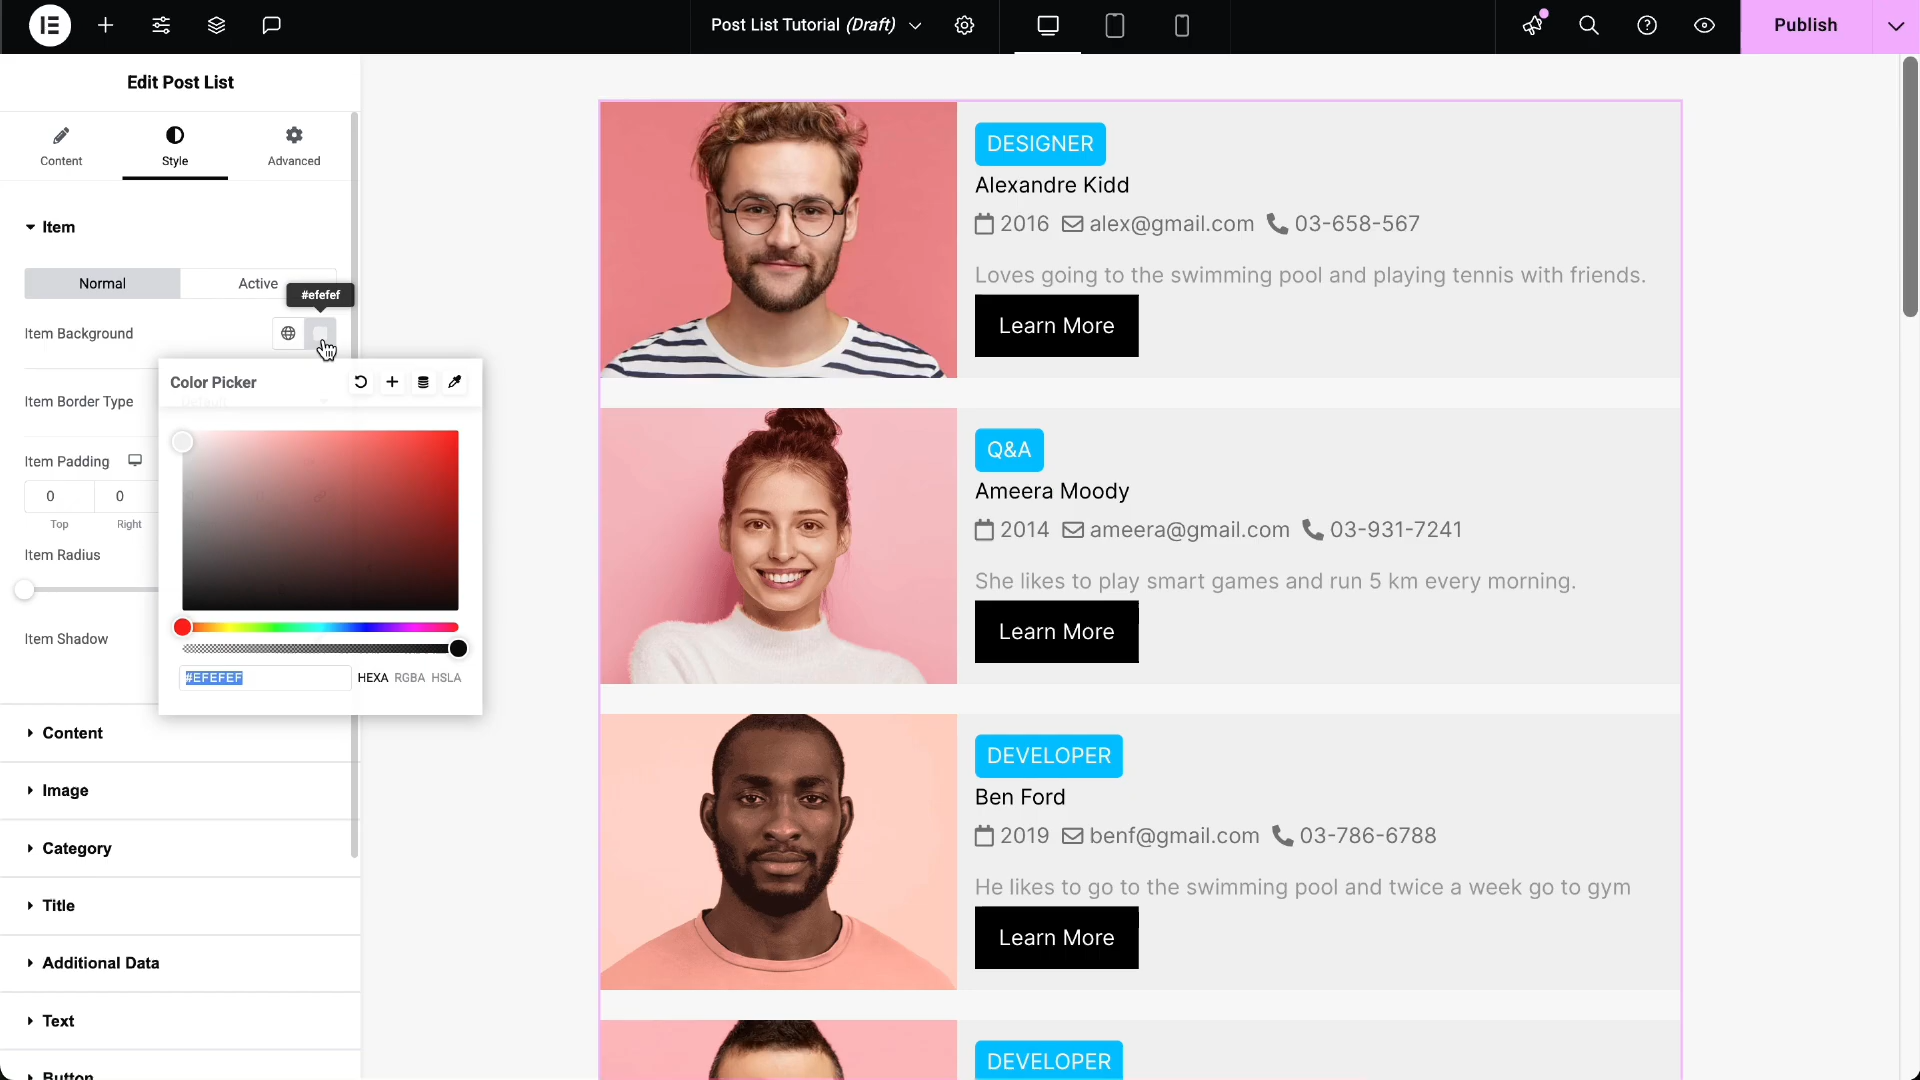 Post List Tutorial (Draft)
Publish
Edit Post List
Content
Style
Advanced
Item
Normal
Active
#efefef
Item Background
Color Picker
Item Border Type
Default
Item Padding
0
0
Top
Right
Item Radius
Item Shadow
#EFEFEF
HEXA RGBA HSLA
Content
Image
Category
Title
Additional Data
Text
Button
DESIGNER
Alexandre Kidd
2016 alex@gmail.com 03-658-567
Loves going to the swimming pool and playing tennis with friends.
Learn More
Q&A
Ameera Moody
2014 ameera@gmail.com 03-931-7241
She likes to play smart games and run 5 km every morning.
Learn More
DEVELOPER
Ben Ford
2019 benf@gmail.com 03-786-6788
He likes to go to the swimming pool and twice a week go to gym
Learn More
DEVELOPER